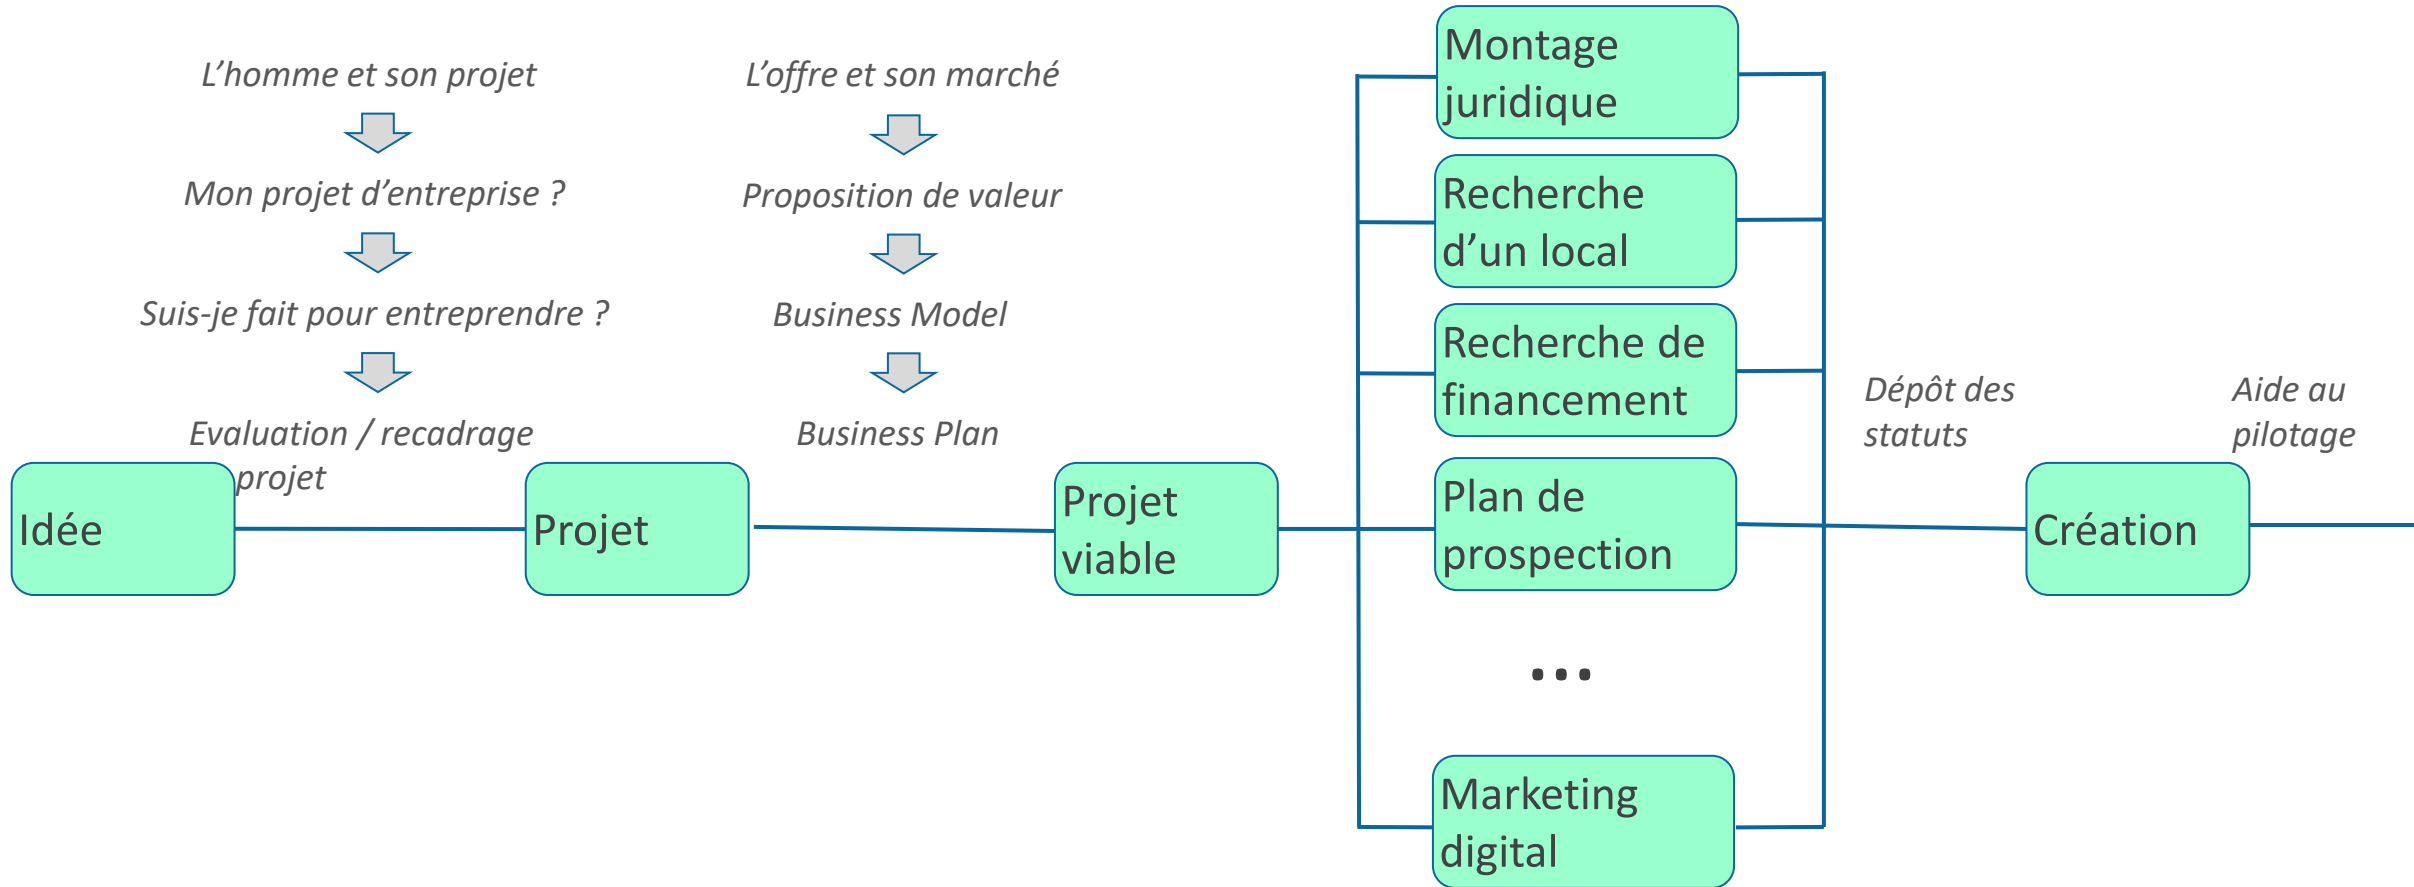 L’homme et son projet
Mon projet d’entreprise ?
Suis-je fait pour entreprendre ?
Evaluation / recadrage
projet
Idée
Projet
L’offre et son marché
Proposition de valeur
Business Model
Business Plan
Projet
viable
Montage
juridique
Recherche
d’un local
Recherche de
financement
Plan de
prospection
...
Marketing
digital
Dépôt des
statuts
Création
Aide au
pilotage